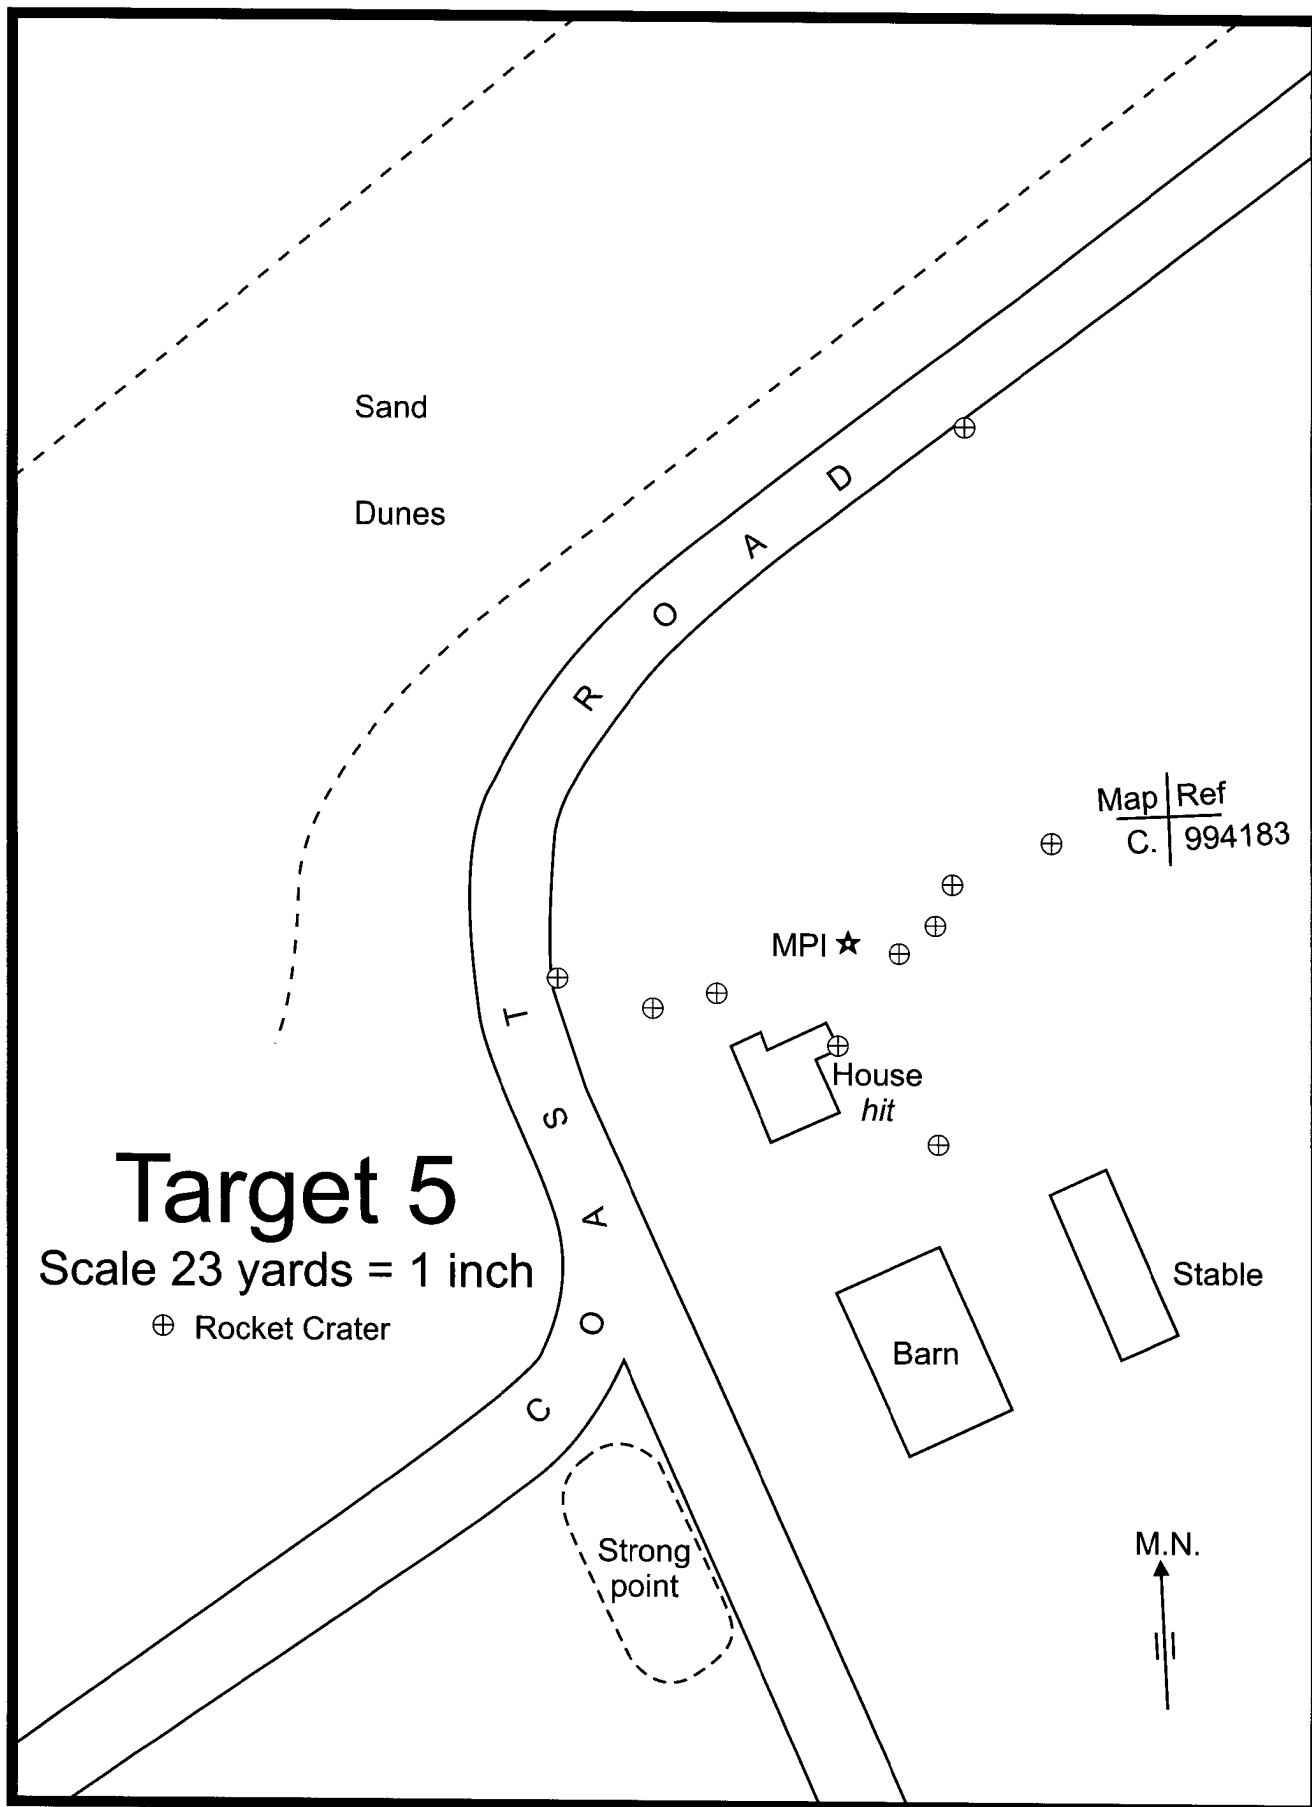 Sand
Dunes
COAST ROAD
Map Ref
C. 994183
MPI
House
hit
Target 5
Scale 23 yards = 1 inch
Rocket Crater
Stable
Barn
Strong
point
M.N.